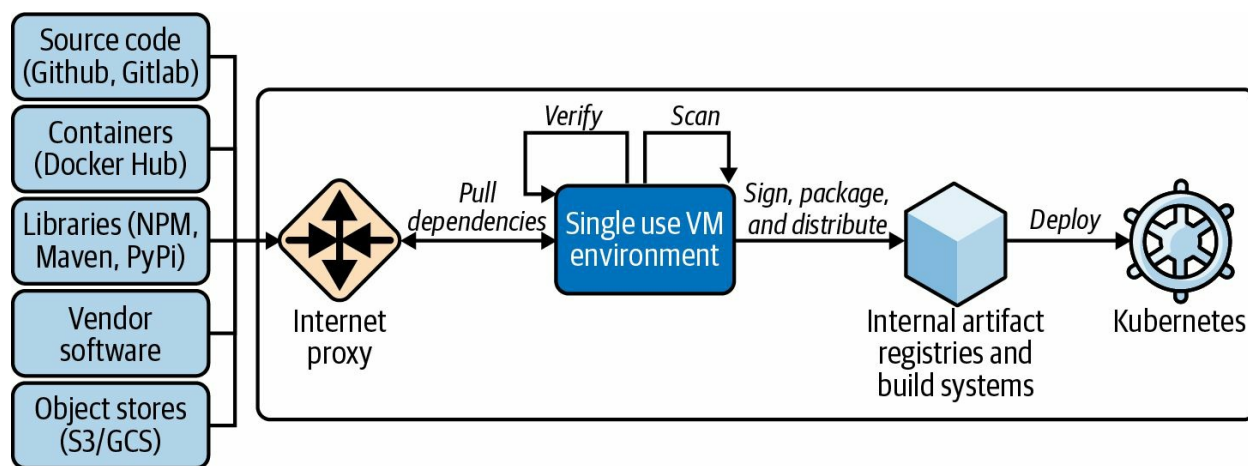 Source code
(Github, Gitlab)
Containers
(Docker Hub)
Libraries (NPM,
Maven, PyPi)
Vendor
software
Object stores
(S3/GCS)
Internet
proxy
Pull
dependencies
Verify
Scan
Single use VM
environment
Sign, package,
and distribute
Internal artifact
registries and
build systems
Deploy
Kubernetes